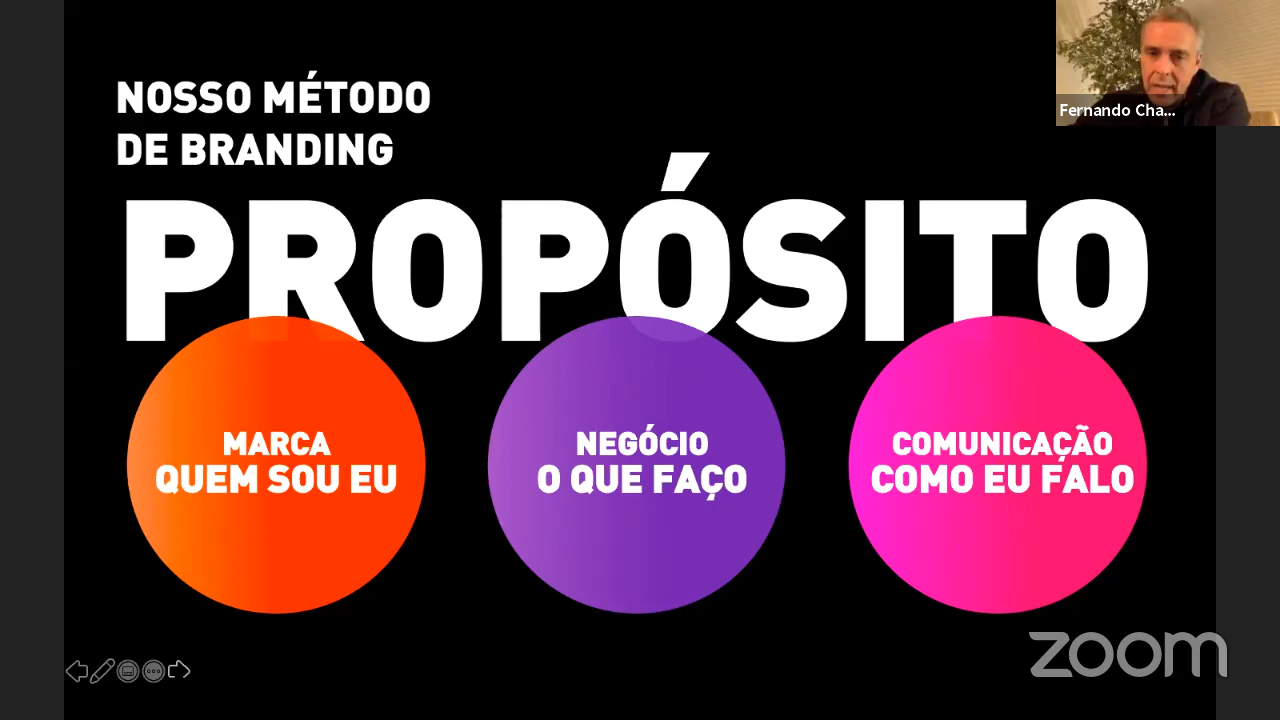 NOSSO MÉTODO
DE BRANDING
Fernando Cha...
PROPÓSITO
MARCA
QUEM SOU EU
NEGÓCIO
O QUE FAÇO
COMUNICAÇÃO
COMO EU FALO
zoom